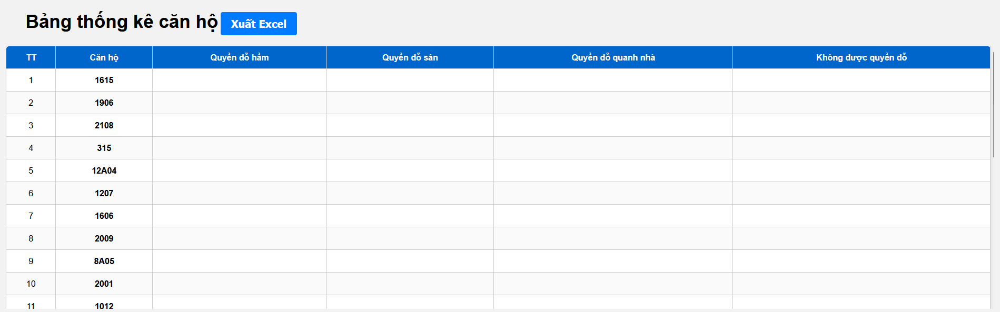 Bảng thống kê căn hộ Xuất Excel
TT Căn hộ Quyền đỗ hầm Quyền đỗ sân Quyền đỗ quanh nhà Không được quyền đỗ
1 1615
2 1906
3 2108
4 315
5 12A04
6 1207
7 1606
8 2009
9 8A05
10 2001
11 1012